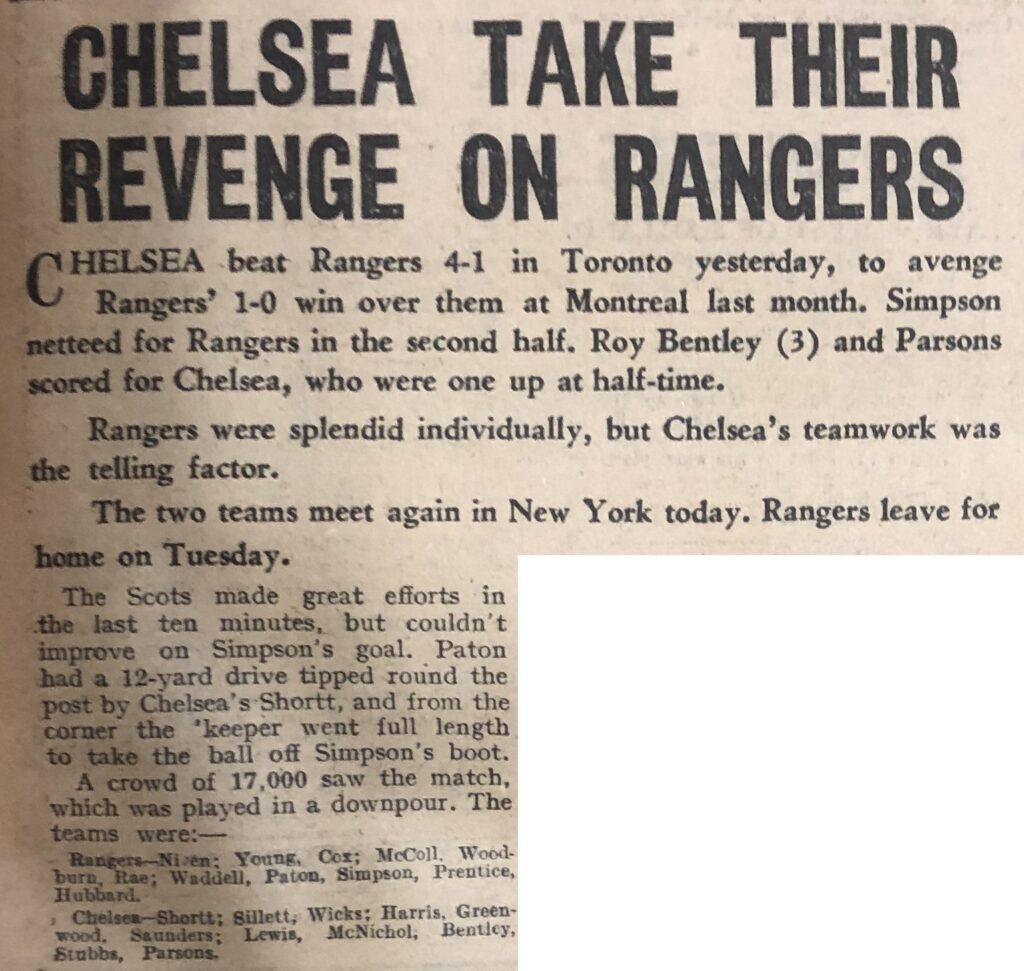 CHELSEA TAKE THEIR
REVENGE ON RANGERS
CHELSEA beat Rangers 4-1 in Toronto yesterday, to avenge
Rangers' 1-0 win over them at Montreal last month. Simpson
netteed for Rangers in the second half. Roy Bentley (3) and Parsons
scored for Chelsea, who were one up at half-time.
Rangers were splendid individually, but Chelsea's teamwork was
the telling factor.
The two teams meet again in New York today. Rangers leave for
home on Tuesday.
The Scots made great efforts in
the last ten minutes, but couldn't
improve on Simpson's goal. Paton
had a 12-yard drive tipped round the
post by Chelsea's Shortt, and from the
corner the 'keeper went full length
to take the ball off Simpson's boot.
A crowd of 17,000 saw the match,
which was played in a downpour. The
teams were:—
Rangers—Niven; Young, Cox; McColl, Wood-
burn, Rae; Waddell, Paton, Simpson, Prentice,
Hubbard.
Chelsea—Shortt; Sillett, Wicks; Harris, Green-
wood, Saunders; Lewis, McNichol, Bentley,
Stubbs, Parsons.